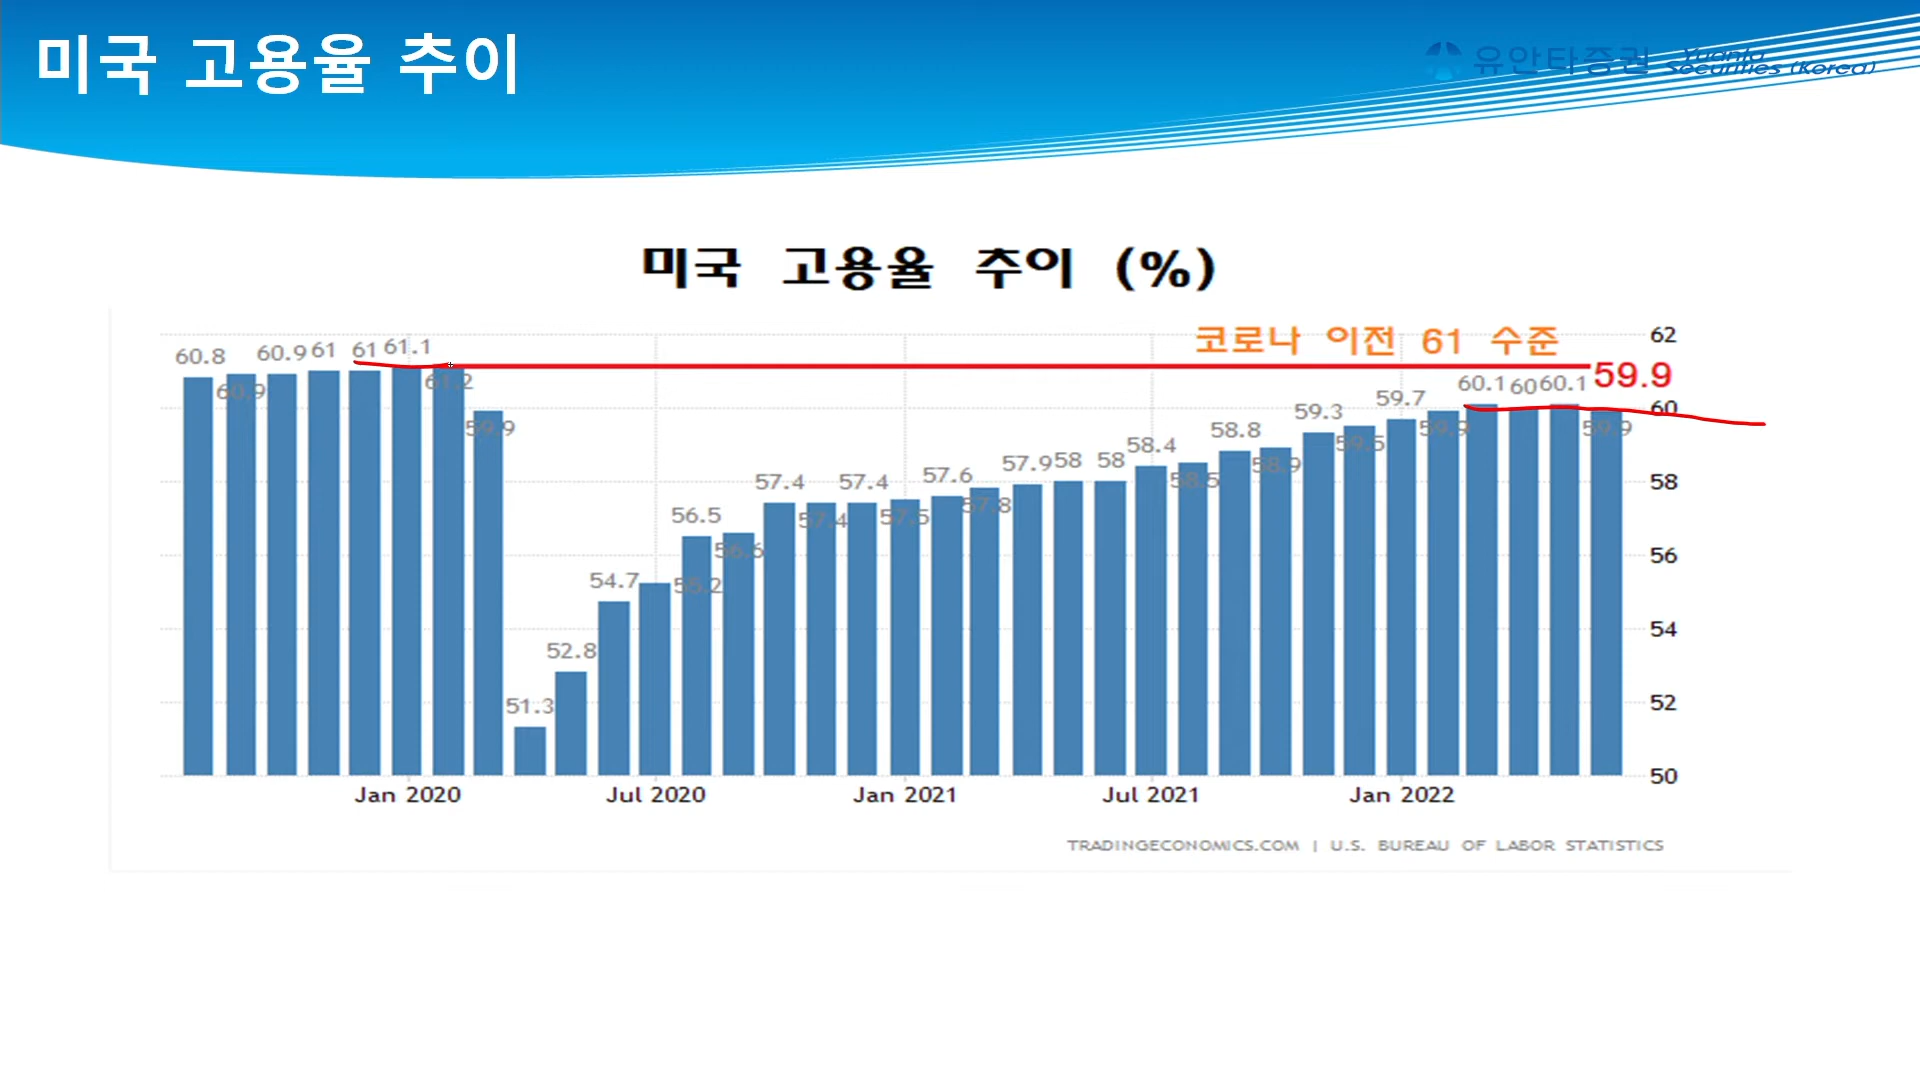 미국 고용율 추이
유안타증권 Yuanta Securities (Korea)
미국 고용율 추이 (%)
코로나 이전 61 수준
59.9
60.8 60.9 60.9 61 61 61.1 61.2 59.9 51.3 52.8 54.7 55.2 56.5 56.6 57.4 57.4 57.4 57.5 57.6 57.8 57.9 58 58 58.4 58.5 58.8 58.9 59.3 59.5 59.7 59.9 60.1 60 60.1 59.9
62
60
58
56
54
52
50
Jan 2020 Jul 2020 Jan 2021 Jul 2021 Jan 2022
TRADINGECONOMICS.COM | U.S. BUREAU OF LABOR STATISTICS